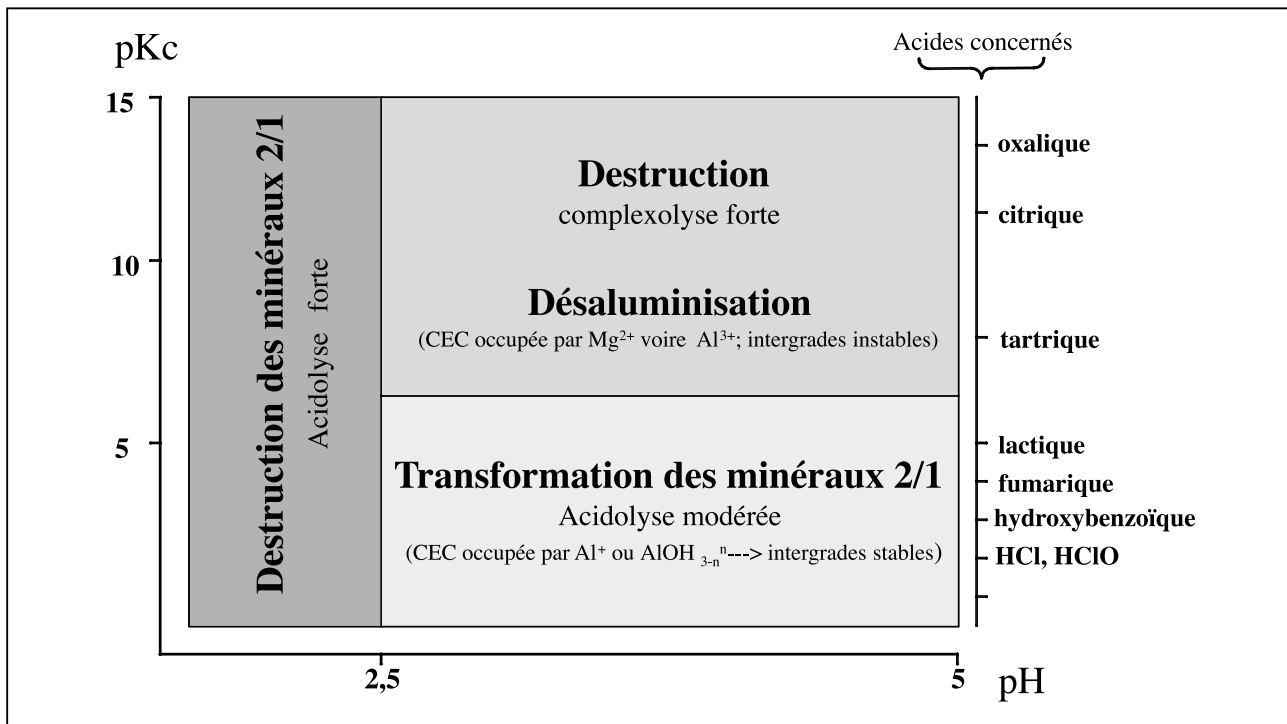 pKc
Acides concernés
15
10
5
Destruction des minéraux 2/1
Acidolyse forte
Destruction
complexolyse forte
Désaluminisation
(CEC occupée par Mg²⁺ voire Al³⁺; intergrades instables)
Transformation des minéraux 2/1
Acidolyse modérée
(CEC occupée par Al⁺ ou AlOH ₃₋ₙⁿ---> intergrades stables)
oxalique
citrique
tartrique
lactique
fumarique
hydroxybenzoïque
HCl, HClO
2,5
5
pH